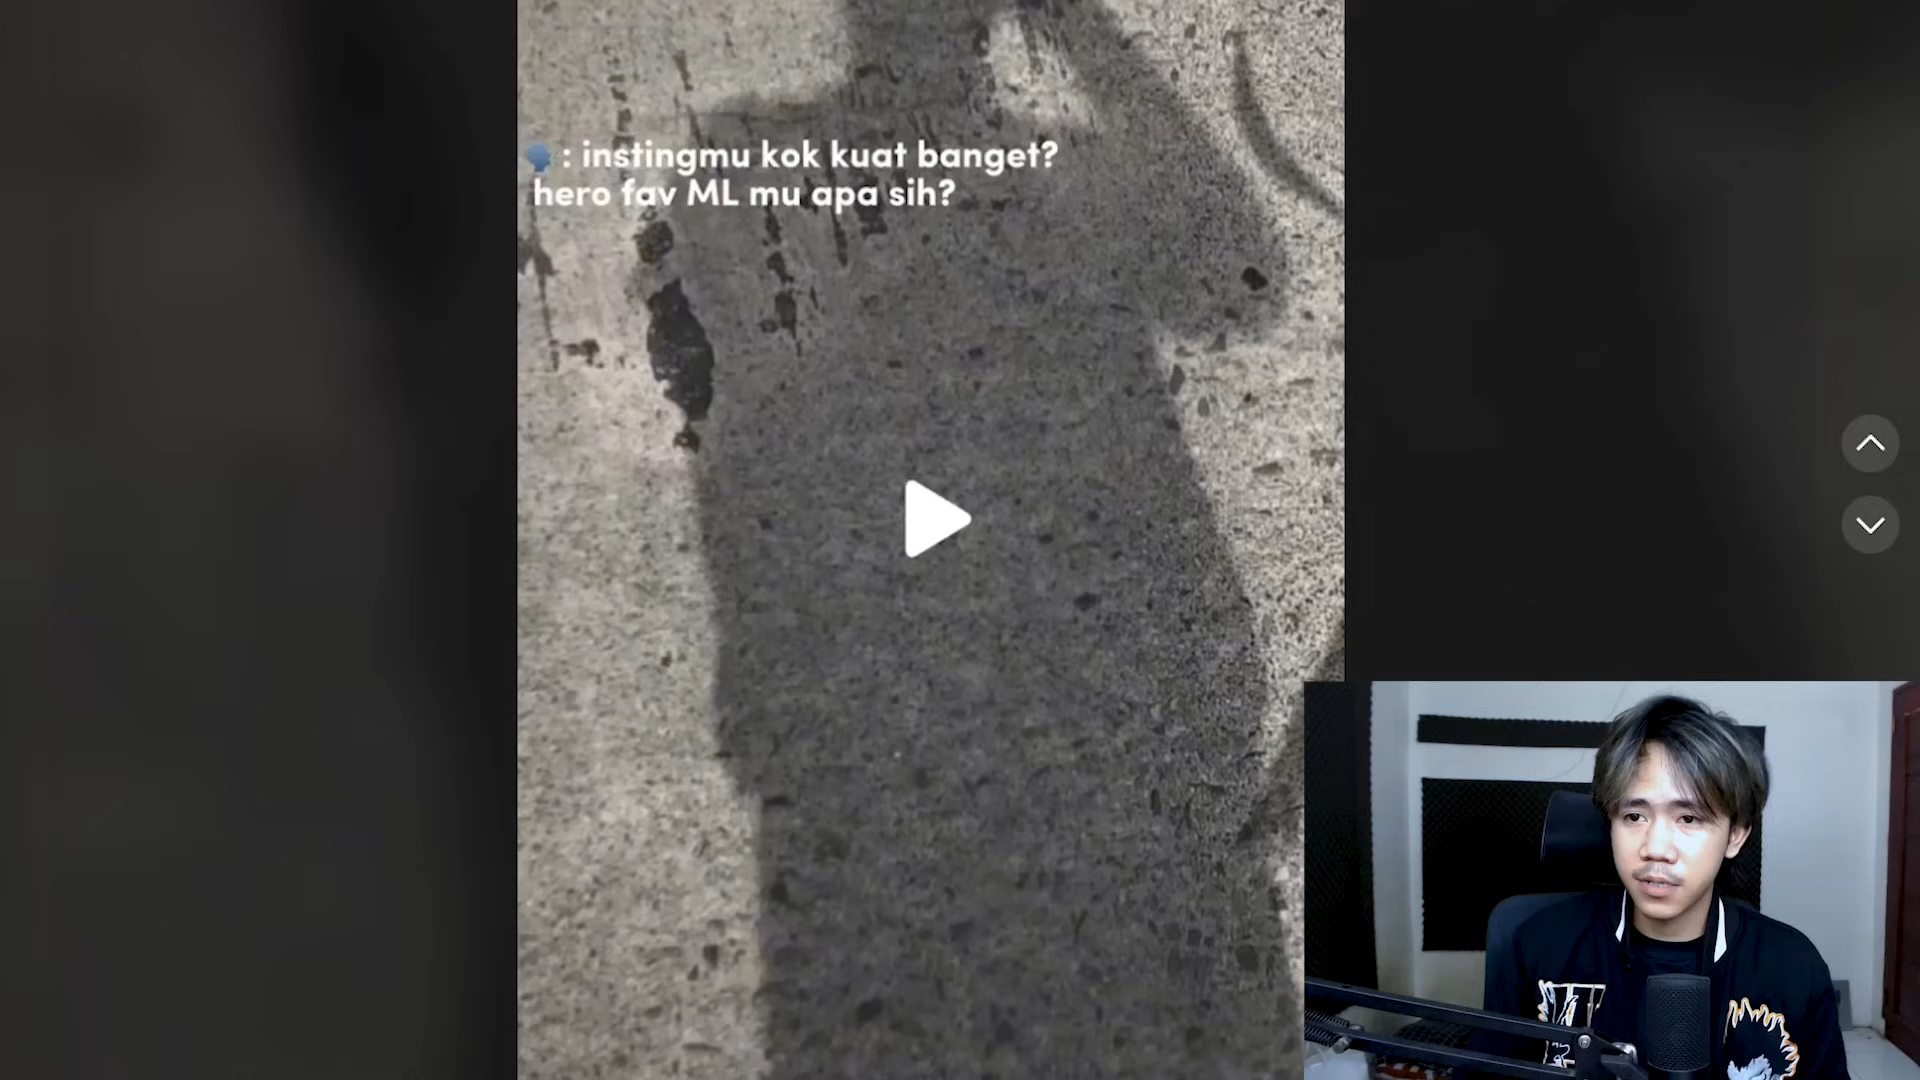 🗣️: instingmu kok kuat banget?
hero fav ML mu apa sih?